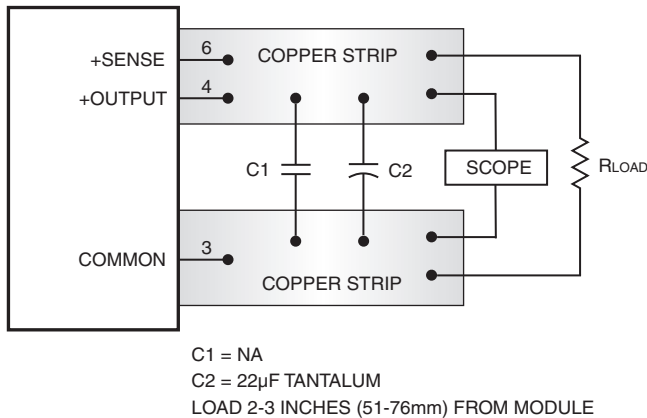 +SENSE
6
COPPER STRIP
+OUTPUT
4
C1
C2
SCOPE
RLOAD
COMMON
3
COPPER STRIP
C1 = NA
C2 = 22µF TANTALUM
LOAD 2-3 INCHES (51-76mm) FROM MODULE